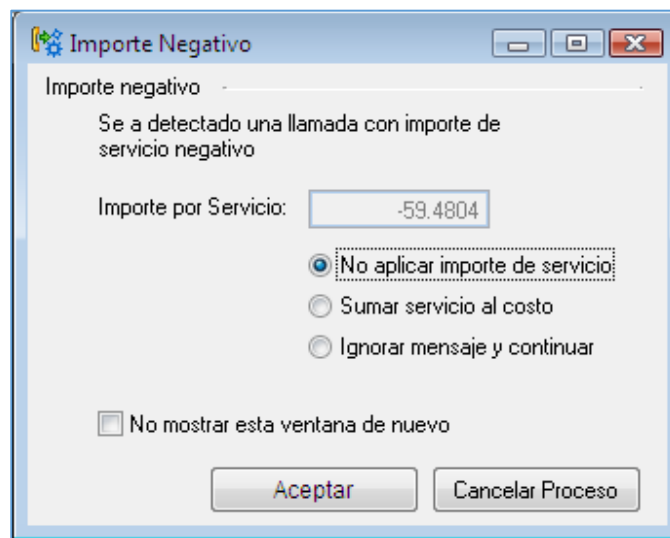 Importe Negativo
Importe negativo
Se a detectado una llamada con importe de
servicio negativo
Importe por Servicio: -59.4804
No aplicar importe de servicio
Sumar servicio al costo
Ignorar mensaje y continuar
No mostrar esta ventana de nuevo
Aceptar Cancelar Proceso